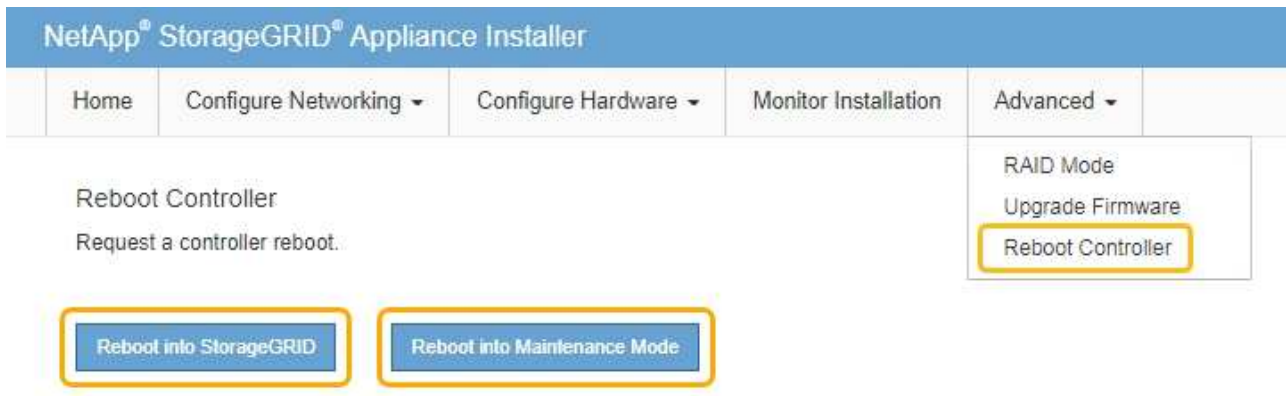 NetApp® StorageGRID® Appliance Installer
Home Configure Networking Configure Hardware Monitor Installation Advanced
RAID Mode
Upgrade Firmware
Reboot Controller
Reboot Controller
Request a controller reboot.
Reboot into StorageGRID Reboot into Maintenance Mode